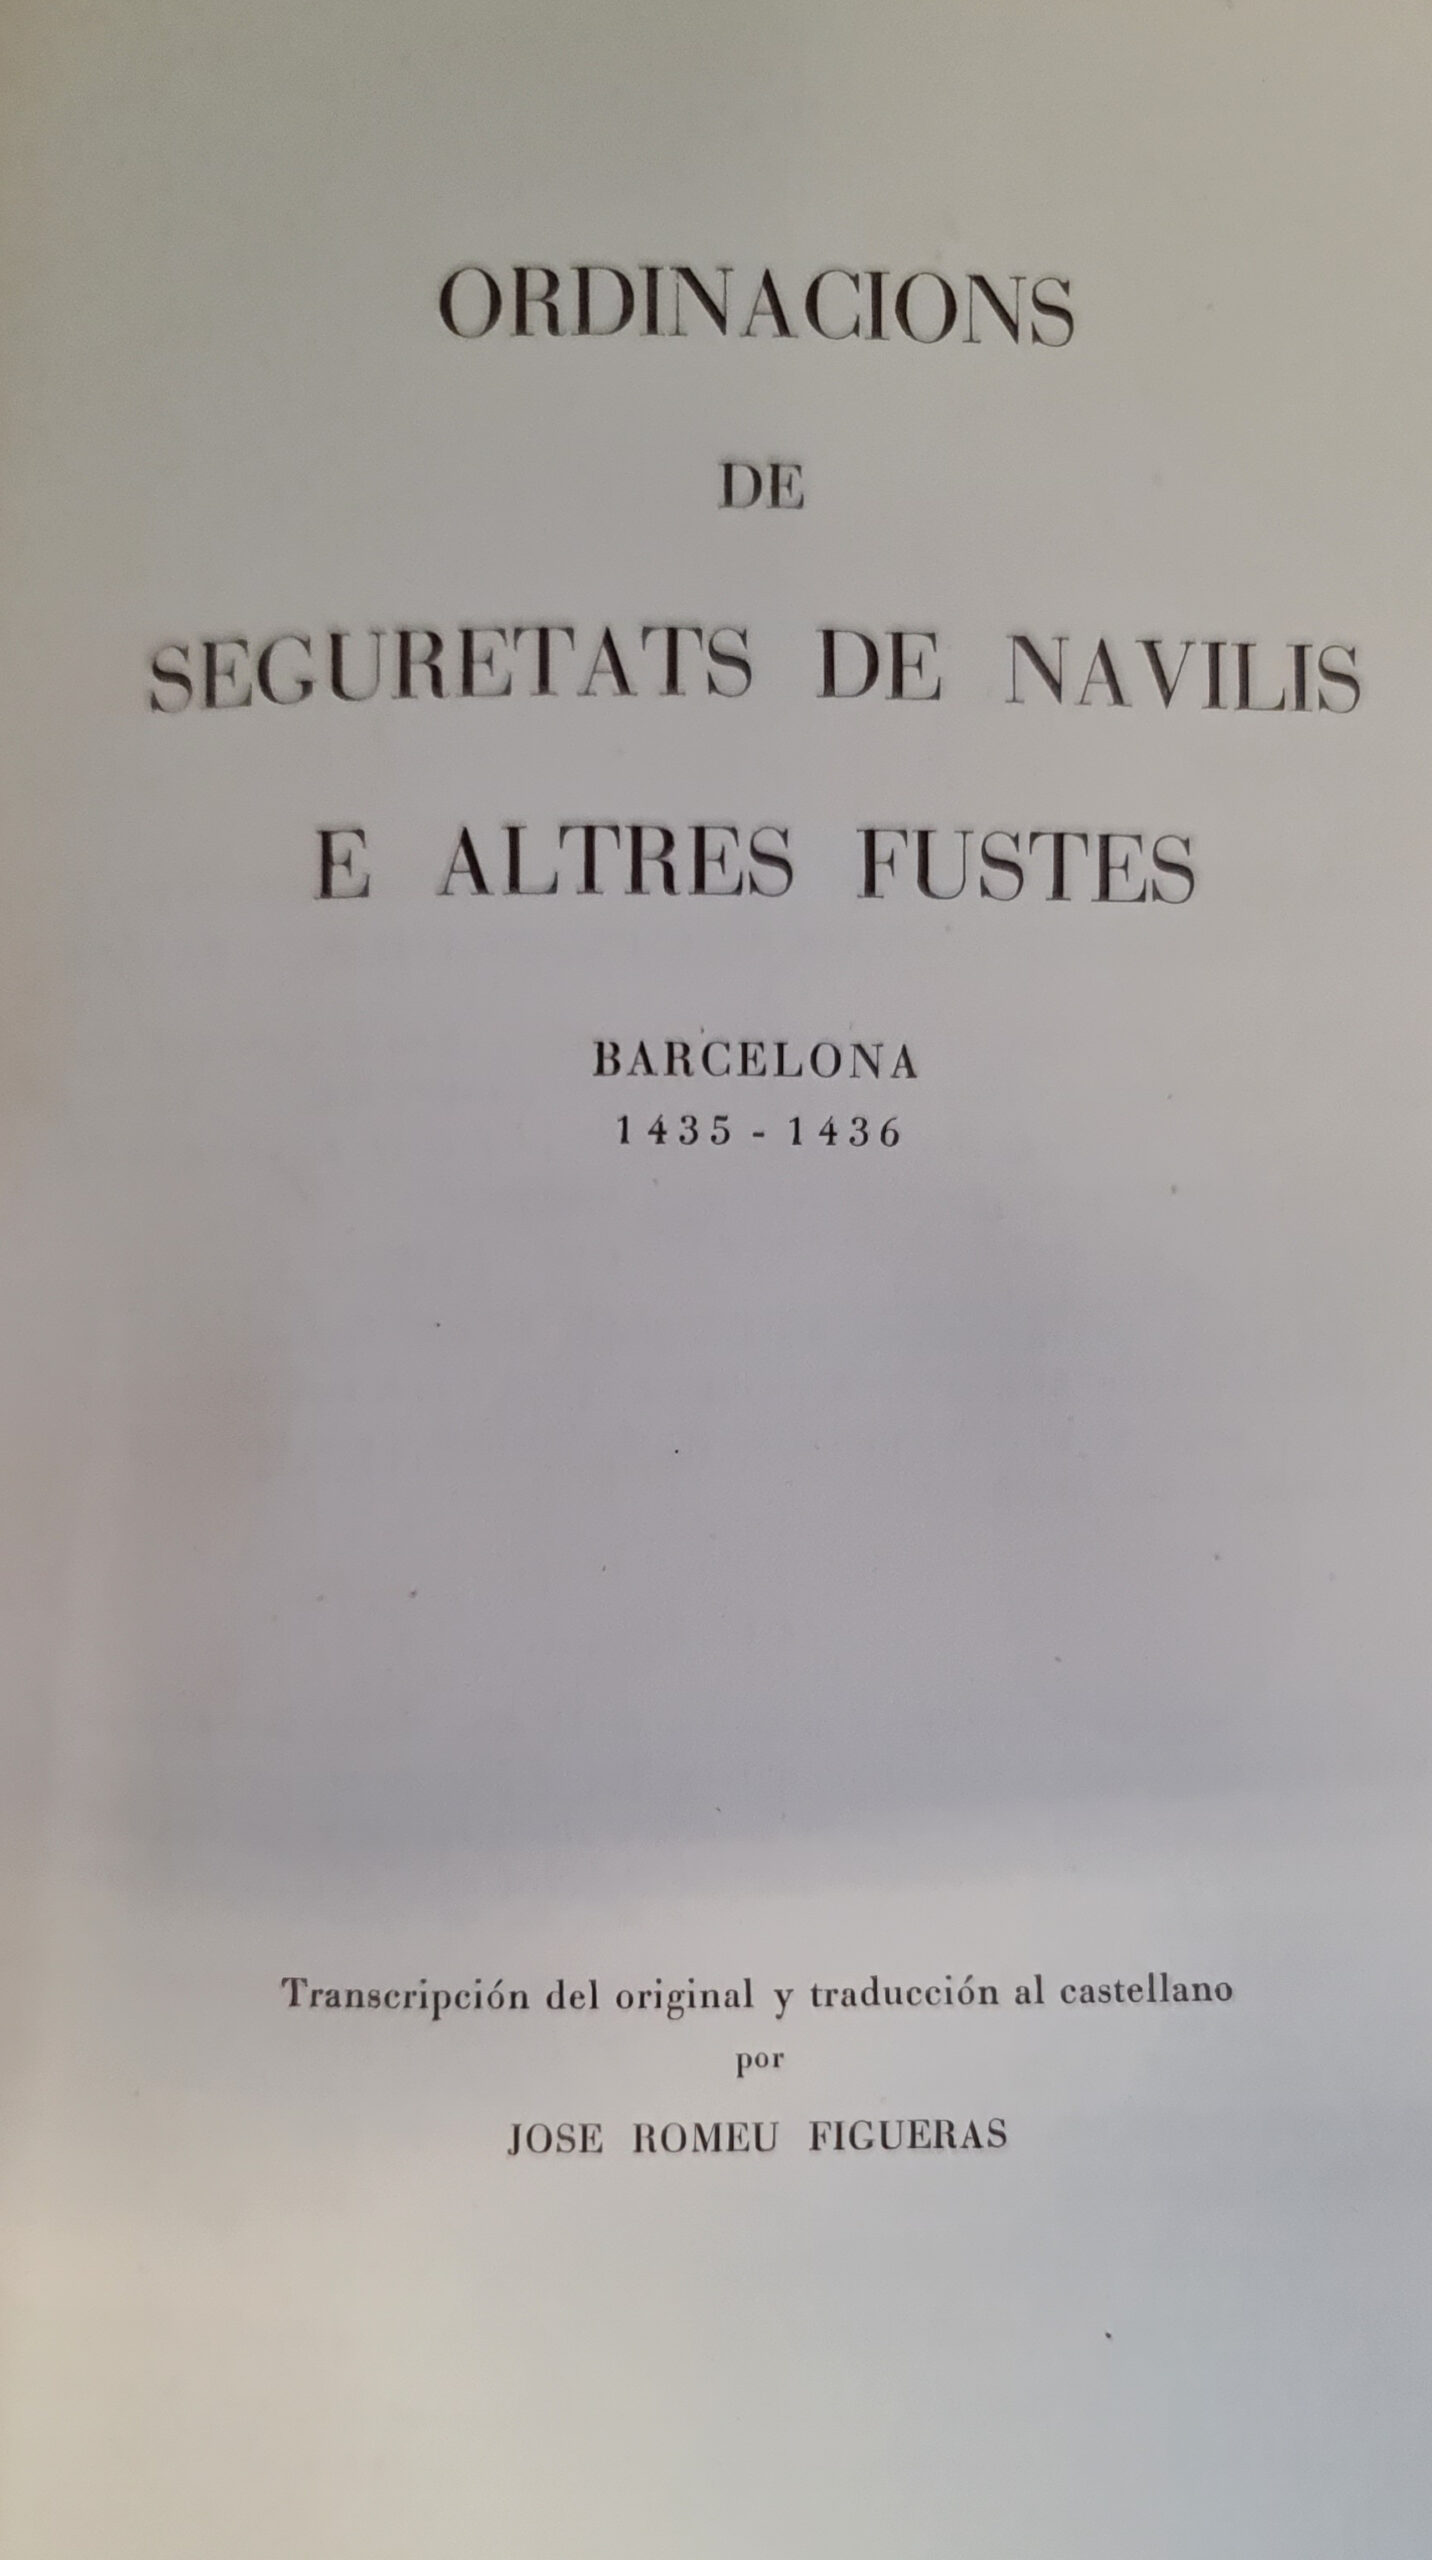 ORDINACIONS
DE
SEGURETATS DE NAVILIS
E ALTRES FUSTES
BARCELONA
1435 - 1436
Transcripción del original y traducción al castellano
por
JOSE ROMEU FIGUERAS